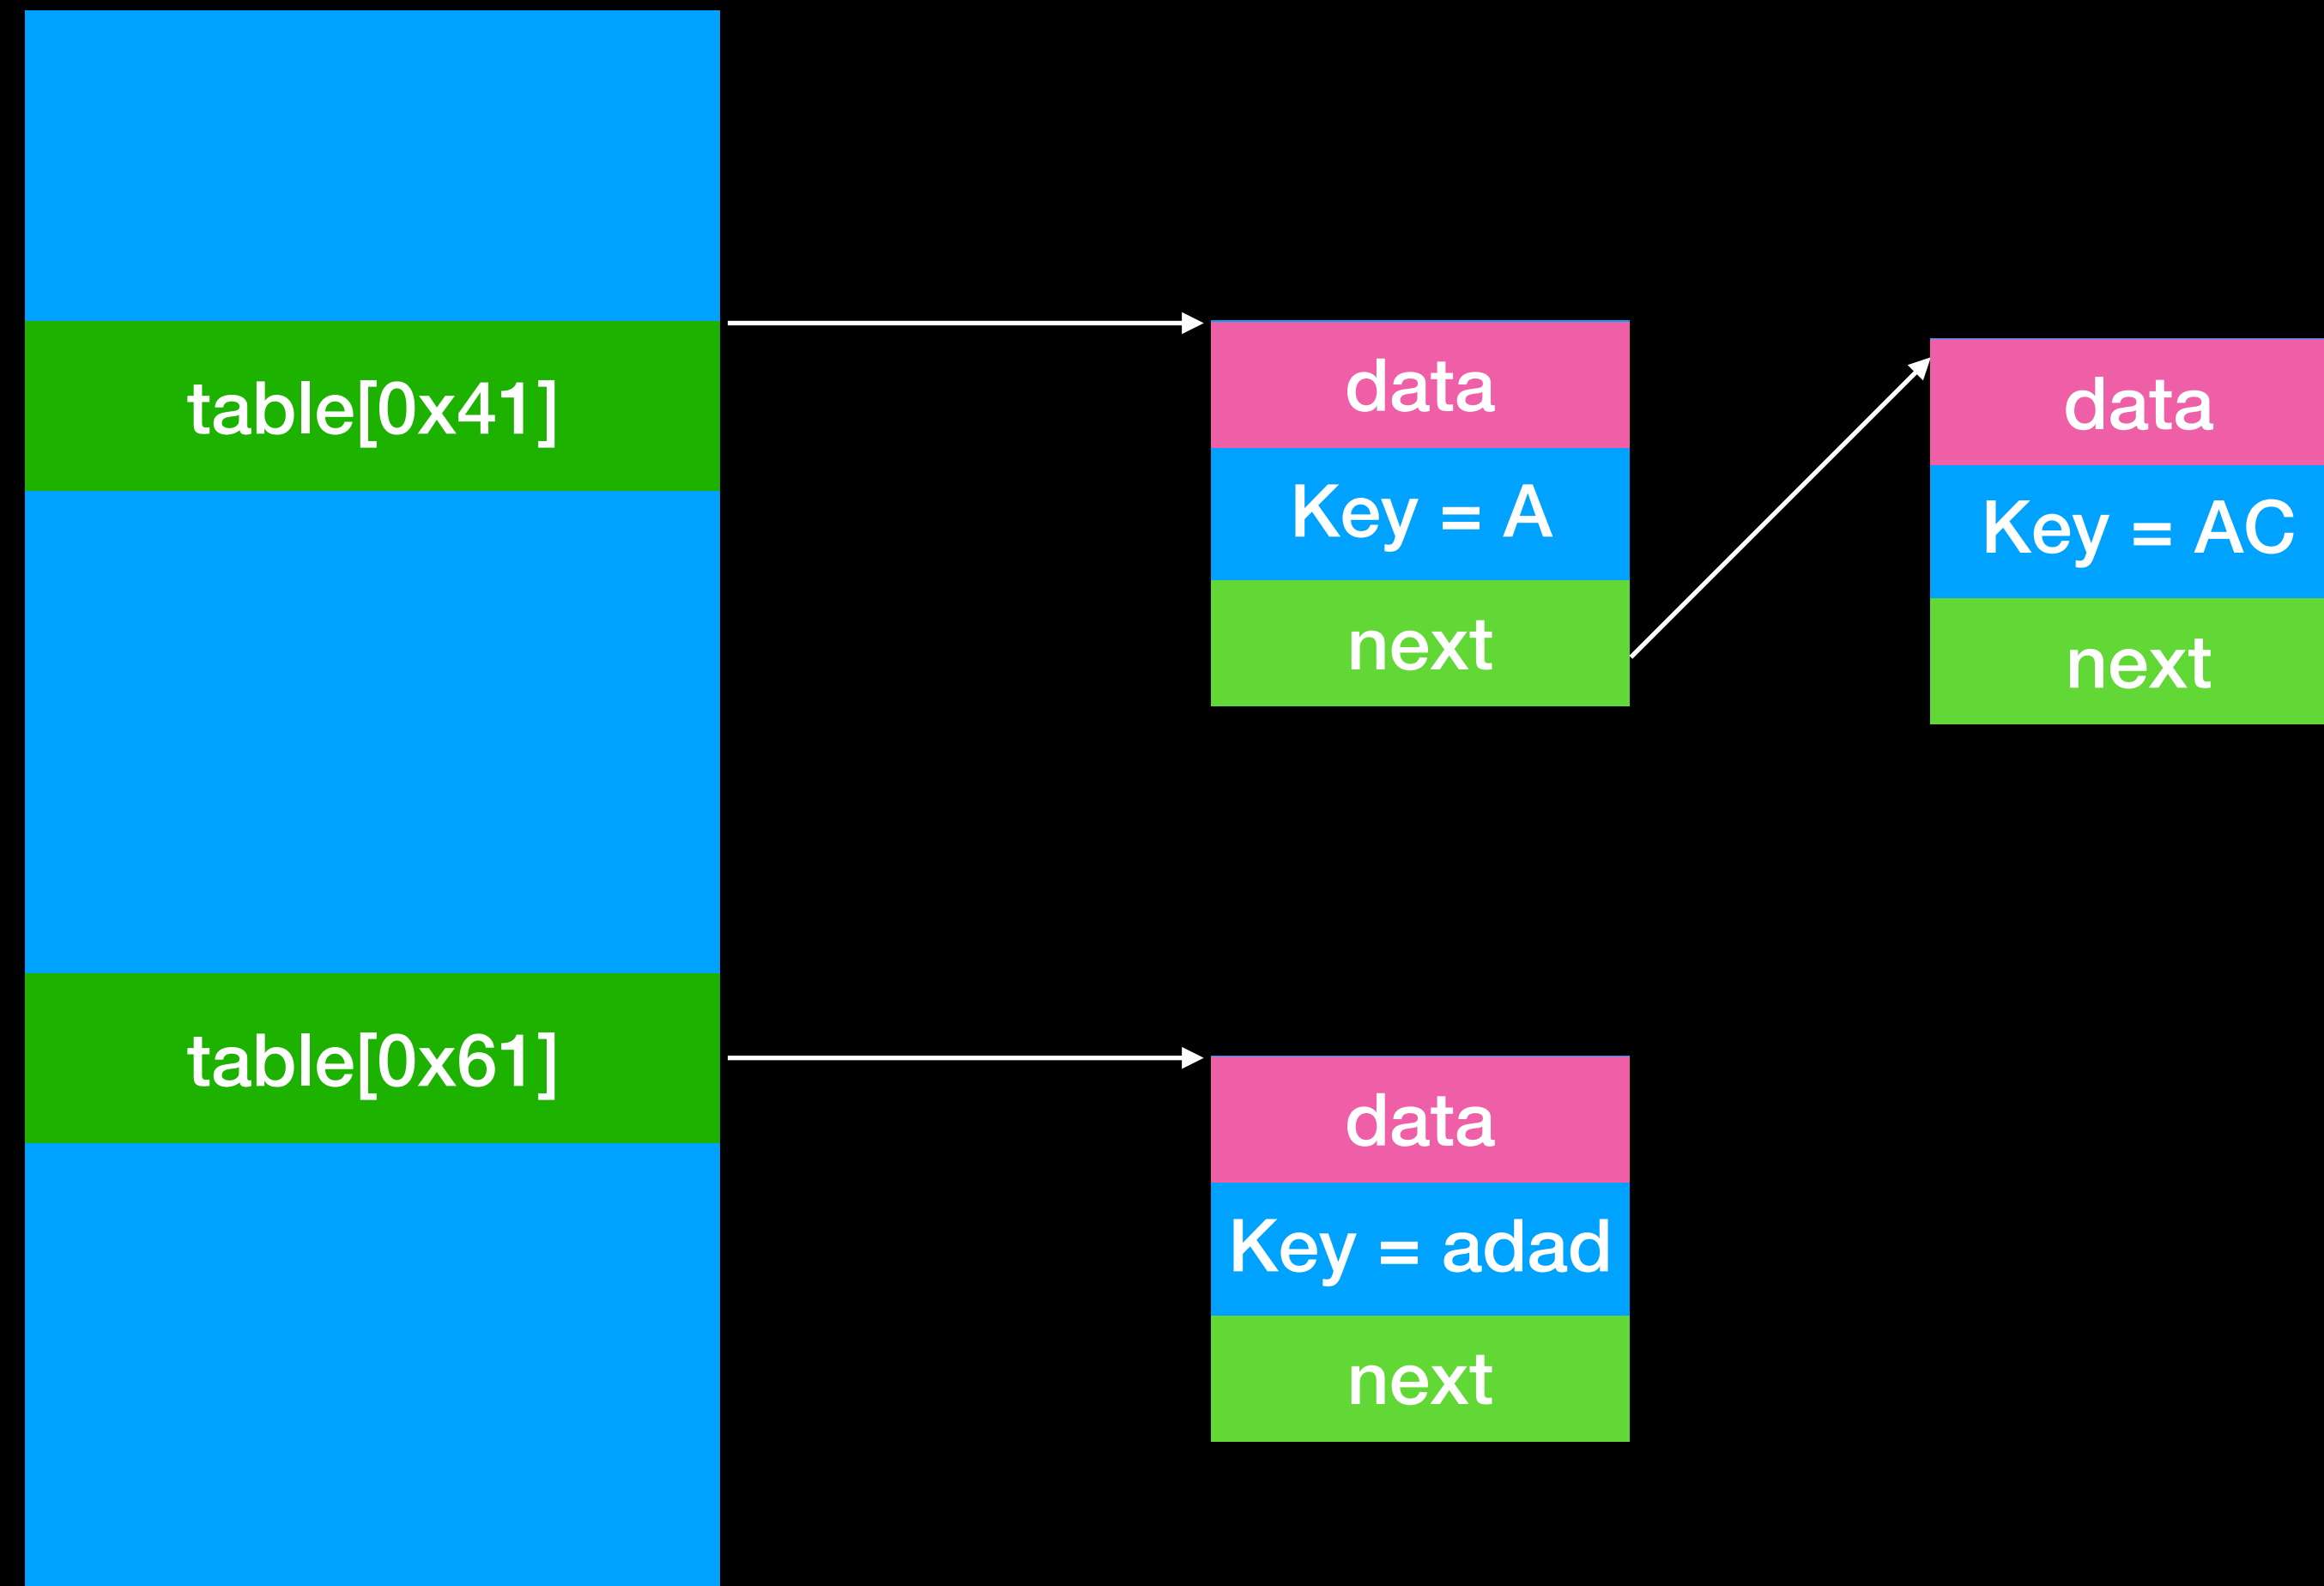 table[0x41]
data
Key = A
next
data
Key = AC
next
table[0x61]
data
Key = adad
next